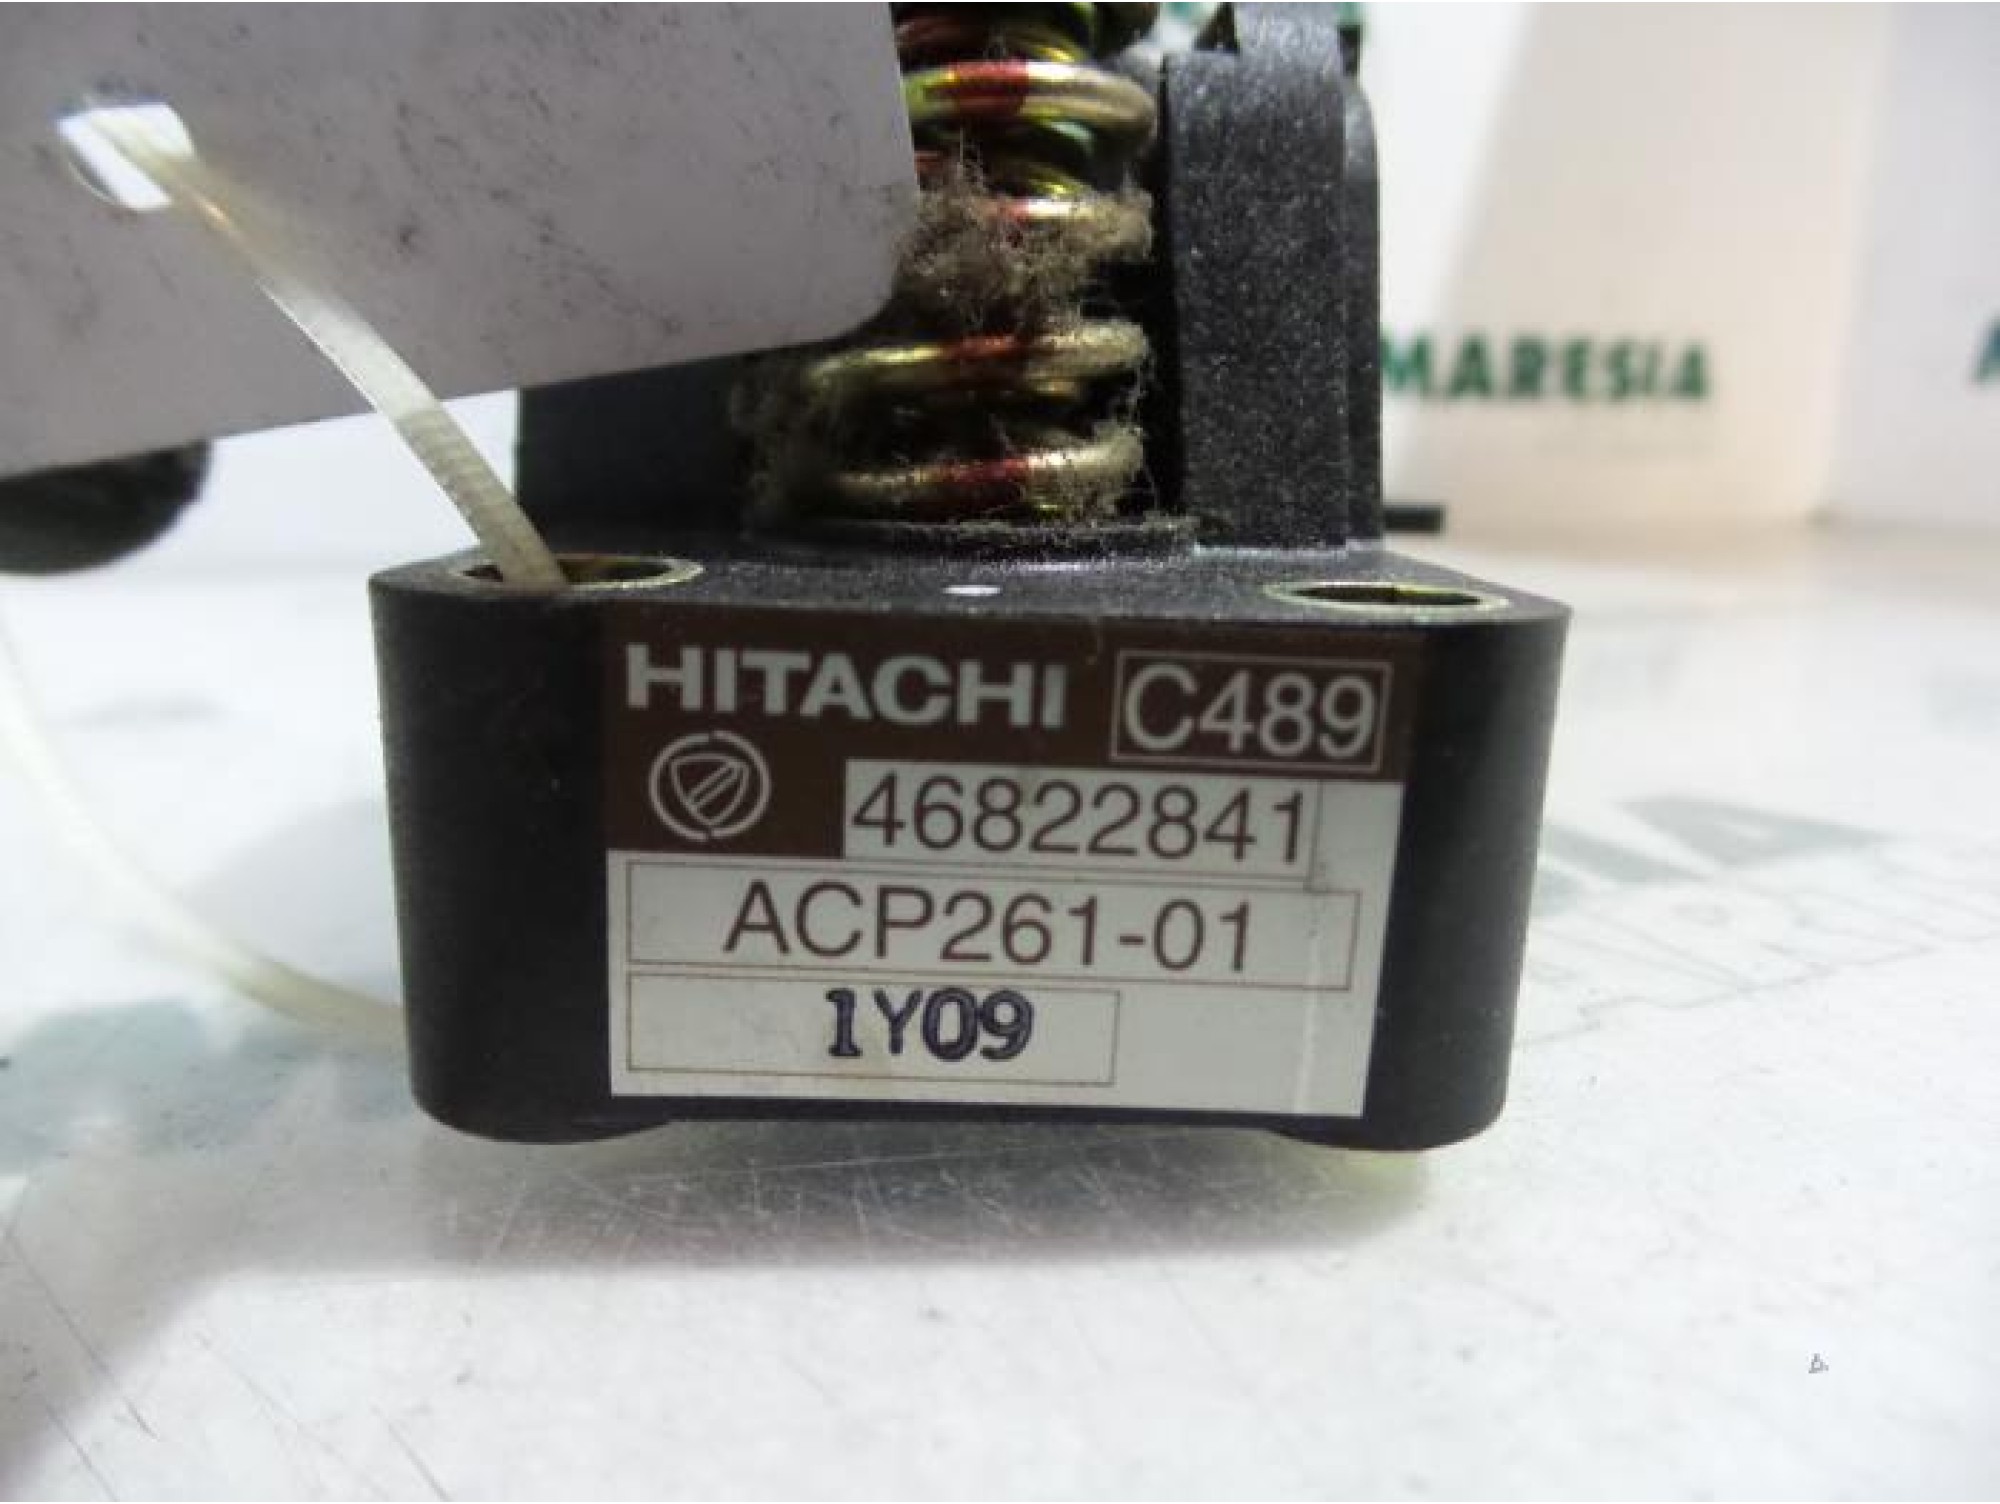 MARESIA
HITACHI C489
46822841
ACP261-01
1Y09